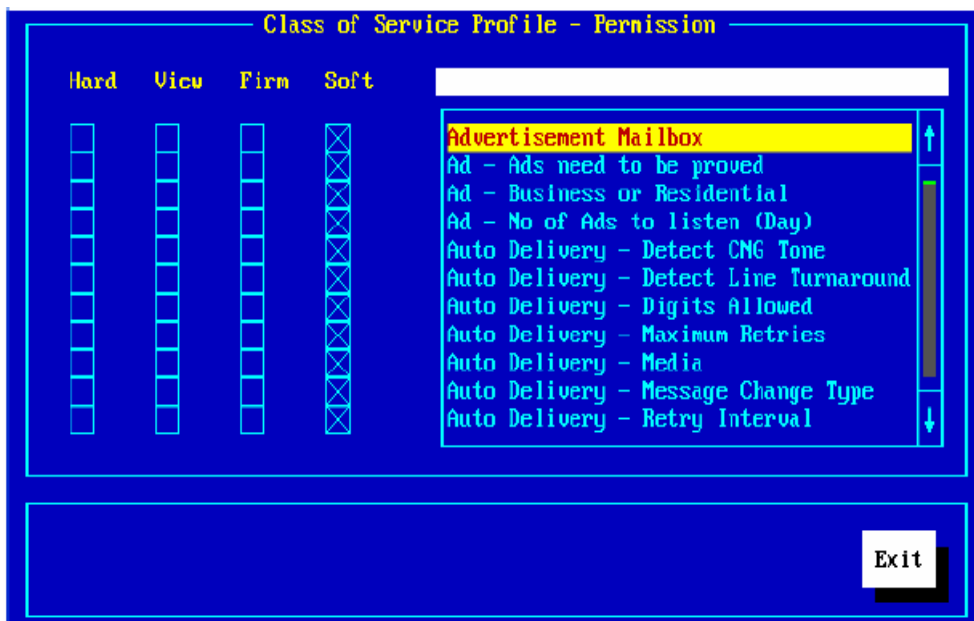 Class of Service Profile - Permission
Hard View Firm Soft
Advertisement Mailbox
Ad - Ads need to be proved
Ad - Business or Residential
Ad - No of Ads to listen (Day)
Auto Delivery - Detect CNG Tone
Auto Delivery - Detect Line Turnaround
Auto Delivery - Digits Allowed
Auto Delivery - Maximum Retries
Auto Delivery - Media
Auto Delivery - Message Change Type
Auto Delivery - Retry Interval
Exit